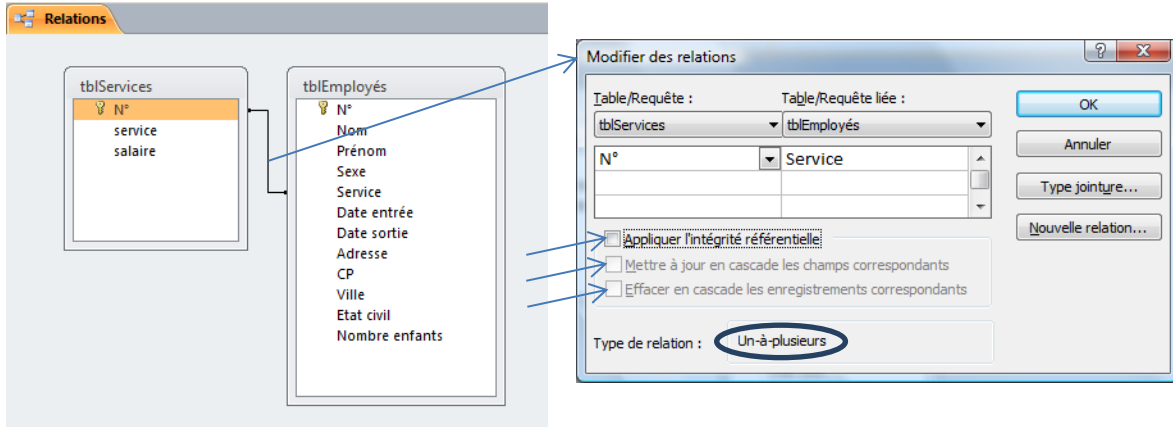 Relations
tblServices
N°
service
salaire
tblEmployés
N°
Nom
Prénom
Sexe
Service
Date entrée
Date sortie
Adresse
CP
Ville
Etat civil
Nombre enfants
Modifier des relations
Table/Requête : Table/Requête liée :
tblServices tblEmployés
N° Service
Appliquer l'intégrité référentielle
Mettre à jour en cascade les champs correspondants
Effacer en cascade les enregistrements correspondants
Type de relation : Un-à-plusieurs
OK
Annuler
Type jointure...
Nouvelle relation...